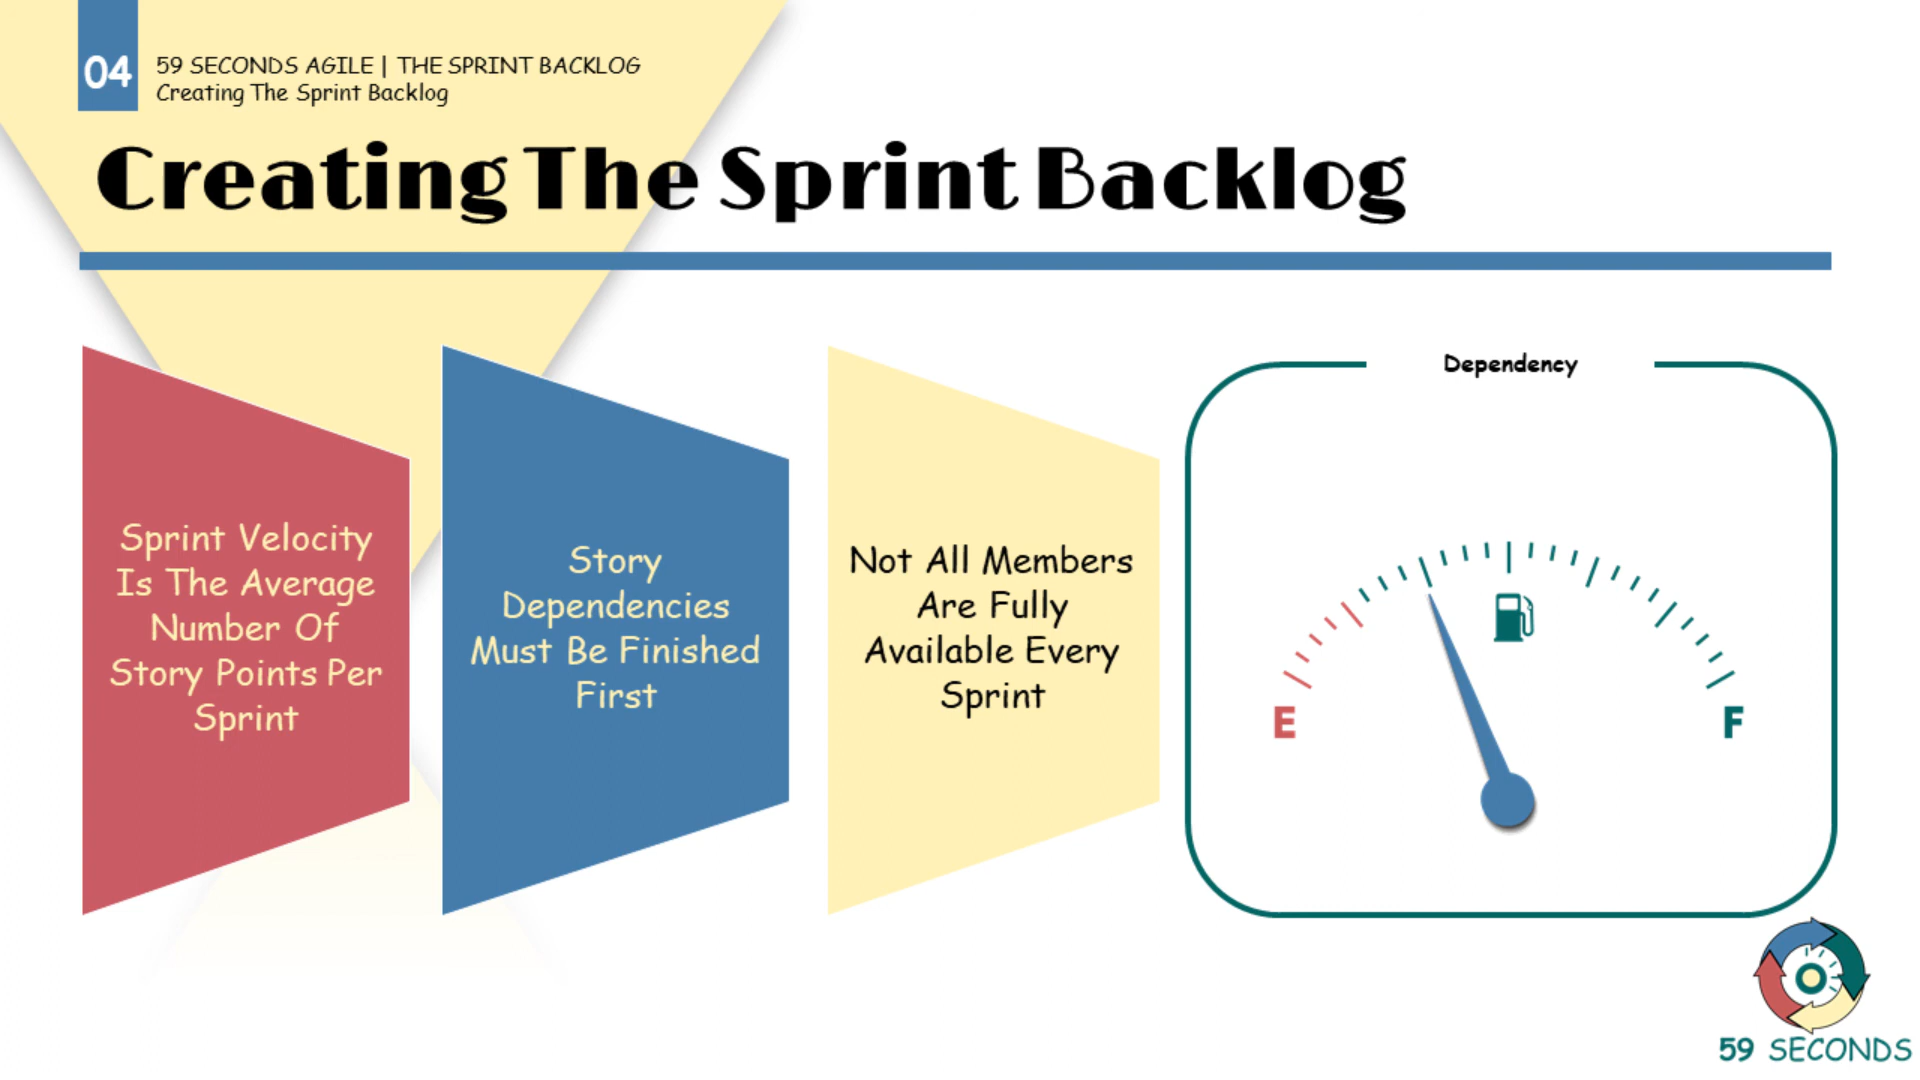 04
59 SECONDS AGILE | THE SPRINT BACKLOG
Creating The Sprint Backlog
Creating The Sprint Backlog
Sprint Velocity
Is The Average
Number Of
Story Points Per
Sprint
Story
Dependencies
Must Be Finished
First
Not All Members
Are Fully
Available Every
Sprint
Dependency
E
F
59 SECONDS